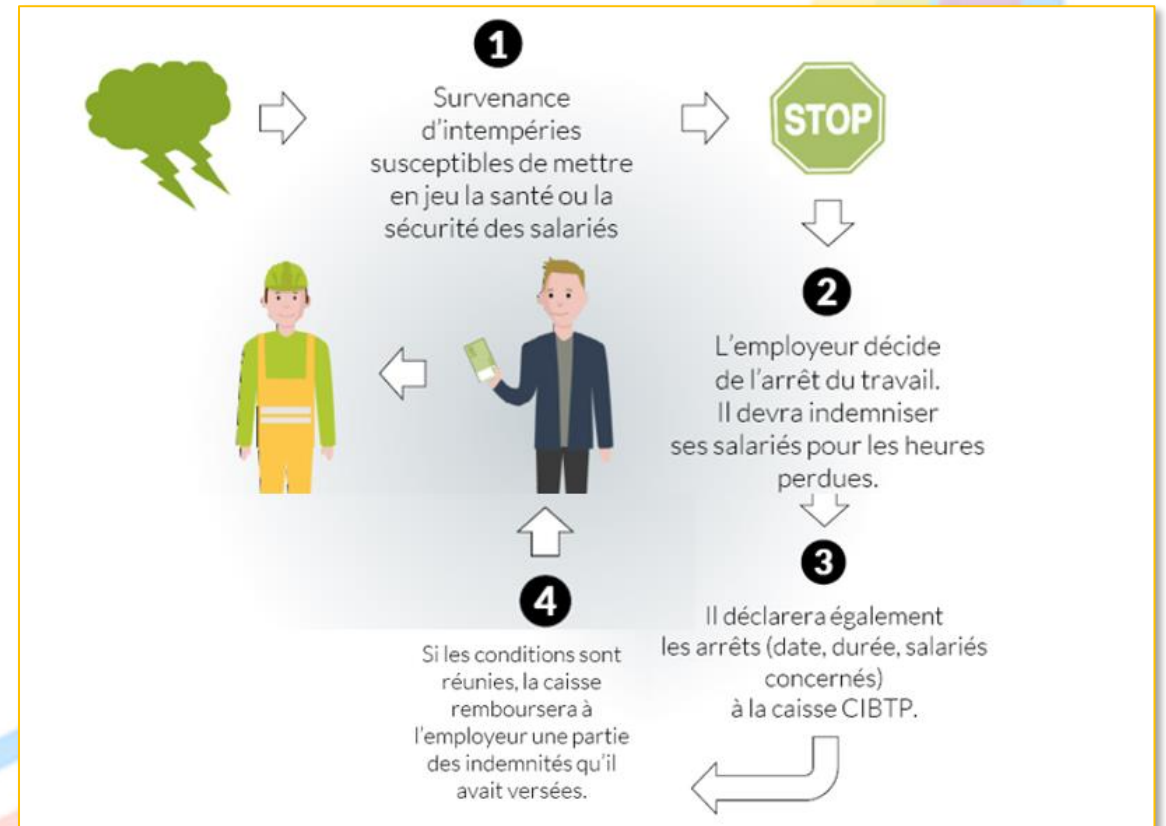 1
Survenance
d'intempéries
susceptibles de mettre
en jeu la santé ou la
sécurité des salariés
STOP
2
L'employeur décide
de l'arrêt du travail.
Il devra indemniser
ses salariés pour les heures
perdues.
3
Il déclarera également
les arrêts (date, durée, salariés
concernés)
à la caisse CIBTP.
4
Si les conditions sont
réunies, la caisse
remboursera à
l'employeur une partie
des indemnités qu'il
avait versées.